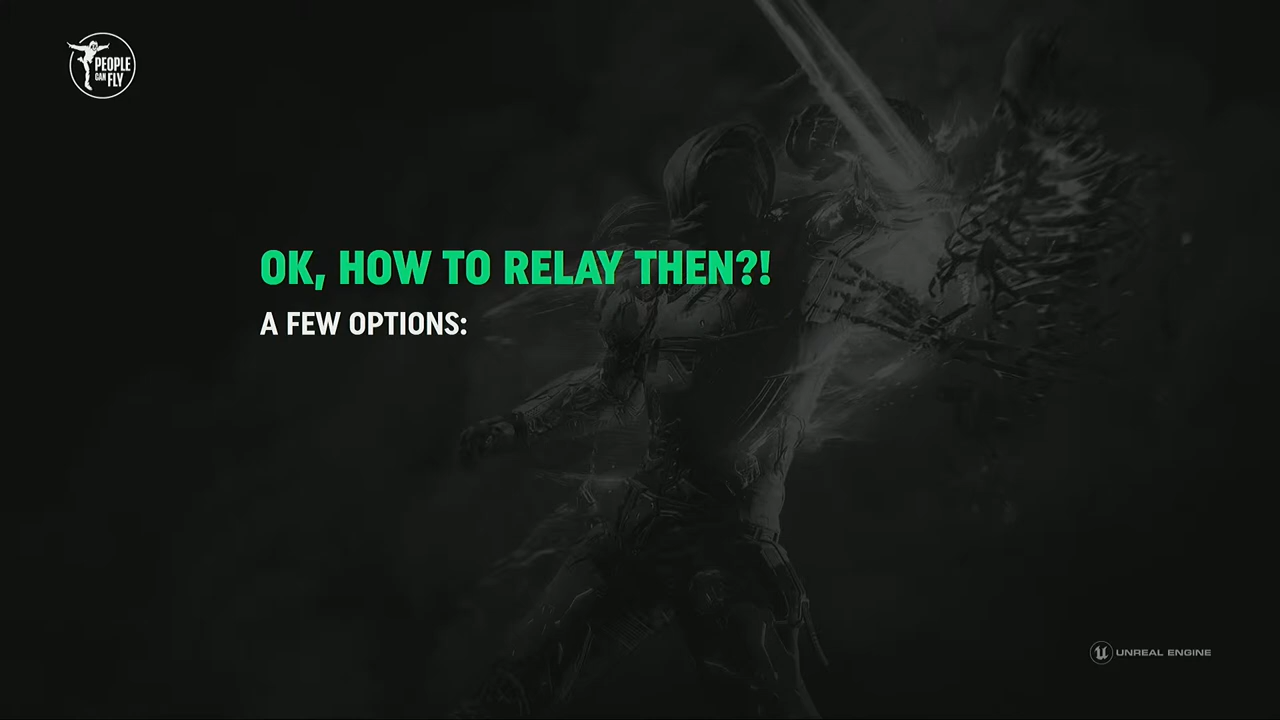 PEOPLE
CAN
FLY
OK, HOW TO RELAY THEN?!
A FEW OPTIONS:
UNREAL ENGINE